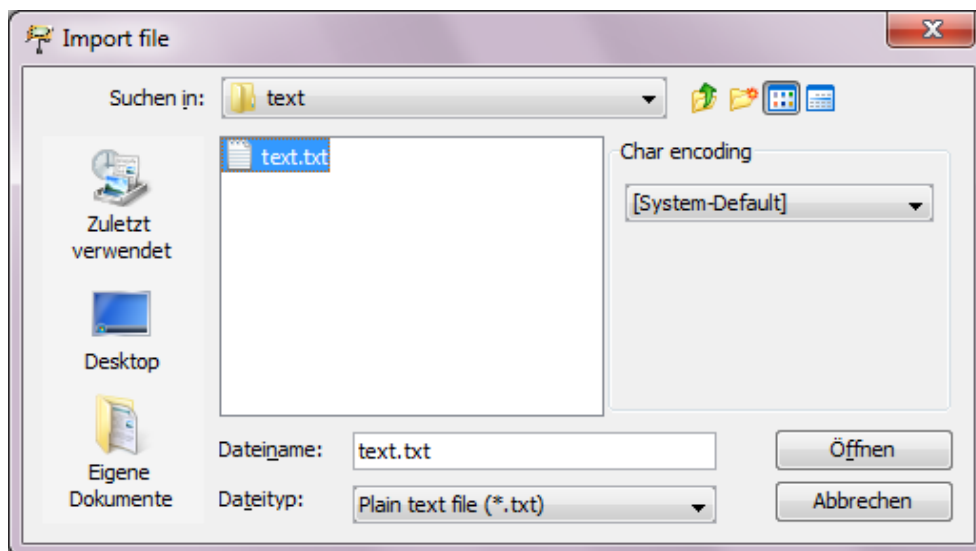 Import file
Suchen in:
text
text.txt
Char encoding
[System-Default]
Zuletzt
verwendet
Desktop
Eigene
Dokumente
Dateiname:
text.txt
Öffnen
Dateityp:
Plain text file (*.txt)
Abbrechen